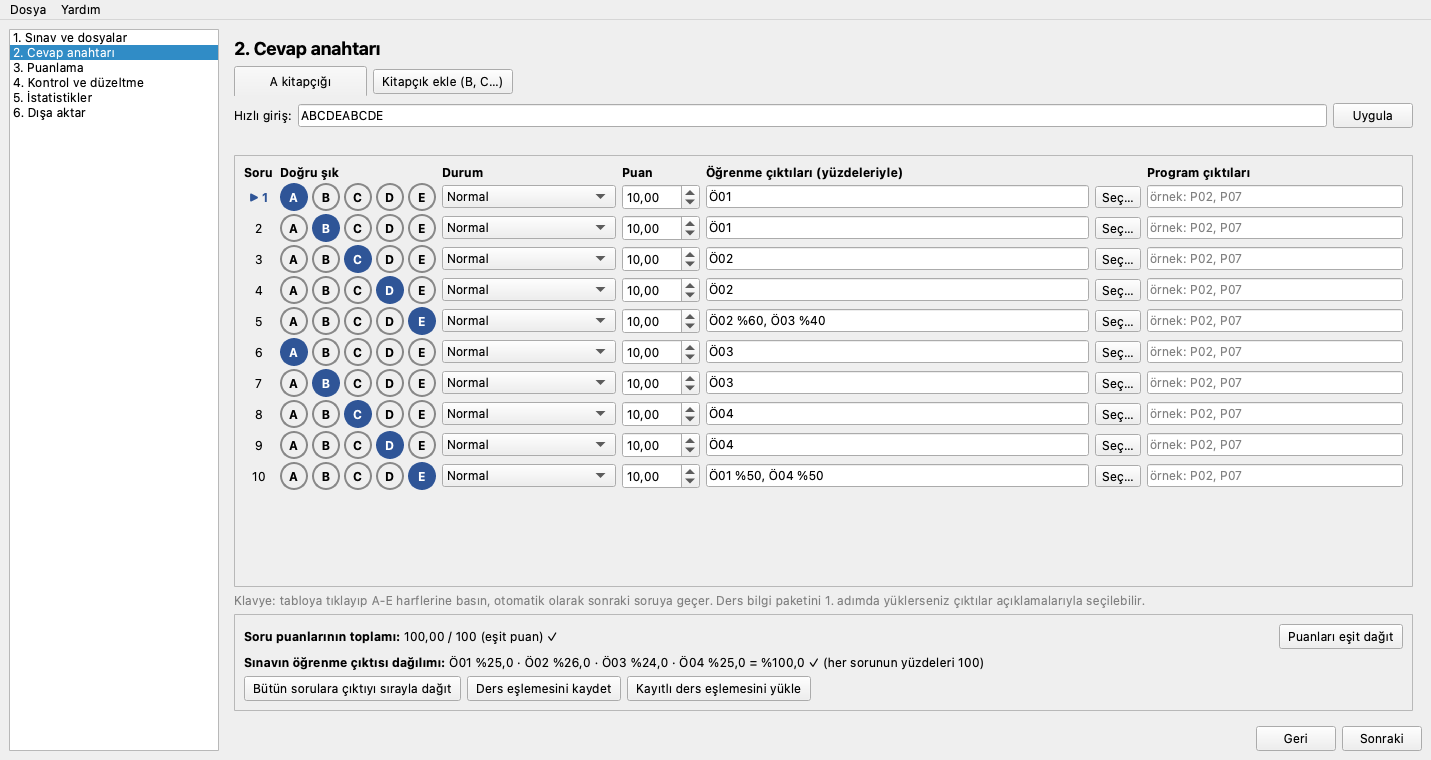 Dosya Yardım
1. Sınav ve dosyalar
2. Cevap anahtarı
3. Puanlama
4. Kontrol ve düzeltme
5. İstatistikler
6. Dışa aktar
2. Cevap anahtarı
A kitapçığı Kitapçık ekle (B, C...)
Hızlı giriş: ABCDEABCDE Uygula
Soru Doğru şık Durum Puan Öğrenme çıktıları (yüzdeleriyle) Program çıktıları
▶ 1 A B C D E Normal 10,00 Ö01 Seç... örnek: P02, P07
2 A B C D E Normal 10,00 Ö01 Seç... örnek: P02, P07
3 A B C D E Normal 10,00 Ö02 Seç... örnek: P02, P07
4 A B C D E Normal 10,00 Ö02 Seç... örnek: P02, P07
5 A B C D E Normal 10,00 Ö02 %60, Ö03 %40 Seç... örnek: P02, P07
6 A B C D E Normal 10,00 Ö03 Seç... örnek: P02, P07
7 A B C D E Normal 10,00 Ö03 Seç... örnek: P02, P07
8 A B C D E Normal 10,00 Ö04 Seç... örnek: P02, P07
9 A B C D E Normal 10,00 Ö04 Seç... örnek: P02, P07
10 A B C D E Normal 10,00 Ö01 %50, Ö04 %50 Seç... örnek: P02, P07
Klavye: tabloya tıklayıp A-E harflerine basın, otomatik olarak sonraki soruya geçer. Ders bilgi paketini 1. adımda yüklerseniz çıktılar açıklamalarıyla seçilebilir.
Soru puanlarının toplamı: 100,00 / 100 (eşit puan) ✓ Puanları eşit dağıt
Sınavın öğrenme çıktısı dağılımı: Ö01 %25,0 · Ö02 %26,0 · Ö03 %24,0 · Ö04 %25,0 = %100,0 ✓ (her sorunun yüzdeleri 100)
Bütün sorulara çıktıyı sırayla dağıt Ders eşlemesini kaydet Kayıtlı ders eşlemesini yükle
Geri Sonraki